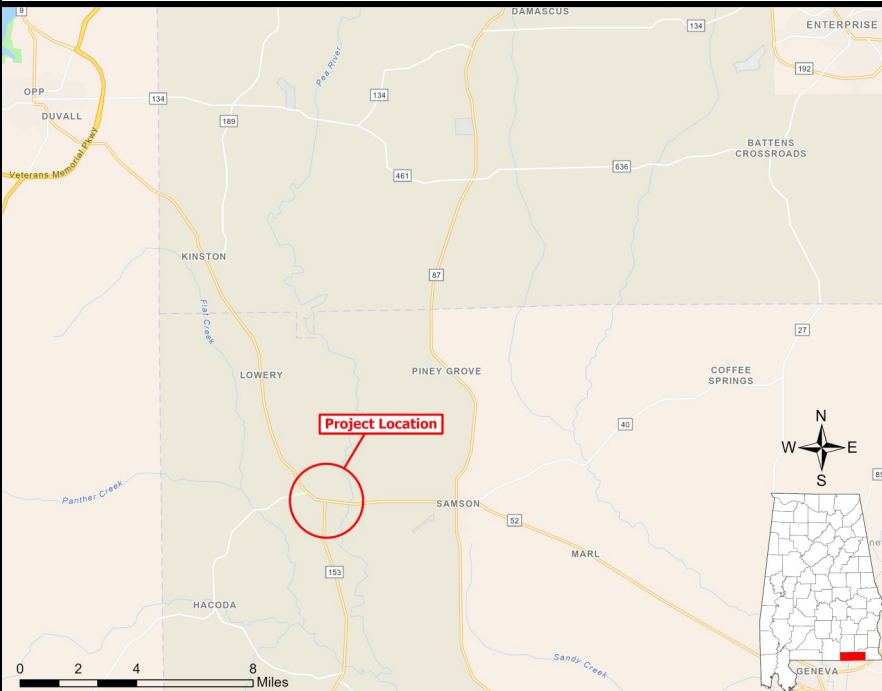 9
DAMASCUS
134
ENTERPRISE
Pea River
192
OPP
134
134
DUVALL
189
BATTENS
CROSSROADS
636
Veterans Memorial Pkwy
461
KINSTON
87
Flat Creek
27
LOWERY
PINEY GROVE
COFFEE
SPRINGS
Project Location
40
N
W
E
S
85
Panther Creek
SAMSON
52
MARL
153
HACODA
Sandy Creek
GENEVA
0
2
4
8
Miles